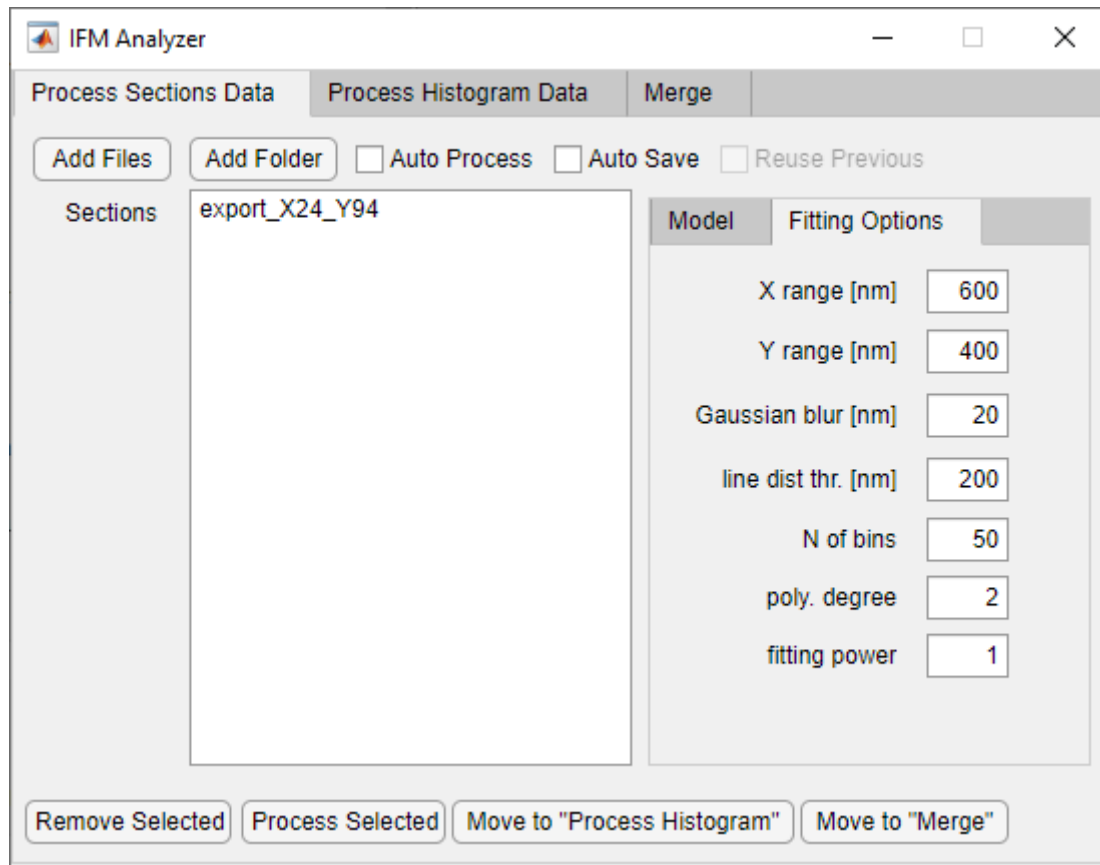 IFM Analyzer
Process Sections Data Process Histogram Data Merge
Add Files Add Folder Auto Process Auto Save Reuse Previous
Sections export_X24_Y94
Model Fitting Options
X range [nm] 600
Y range [nm] 400
Gaussian blur [nm] 20
line dist thr. [nm] 200
N of bins 50
poly. degree 2
fitting power 1
Remove Selected Process Selected Move to "Process Histogram" Move to "Merge"